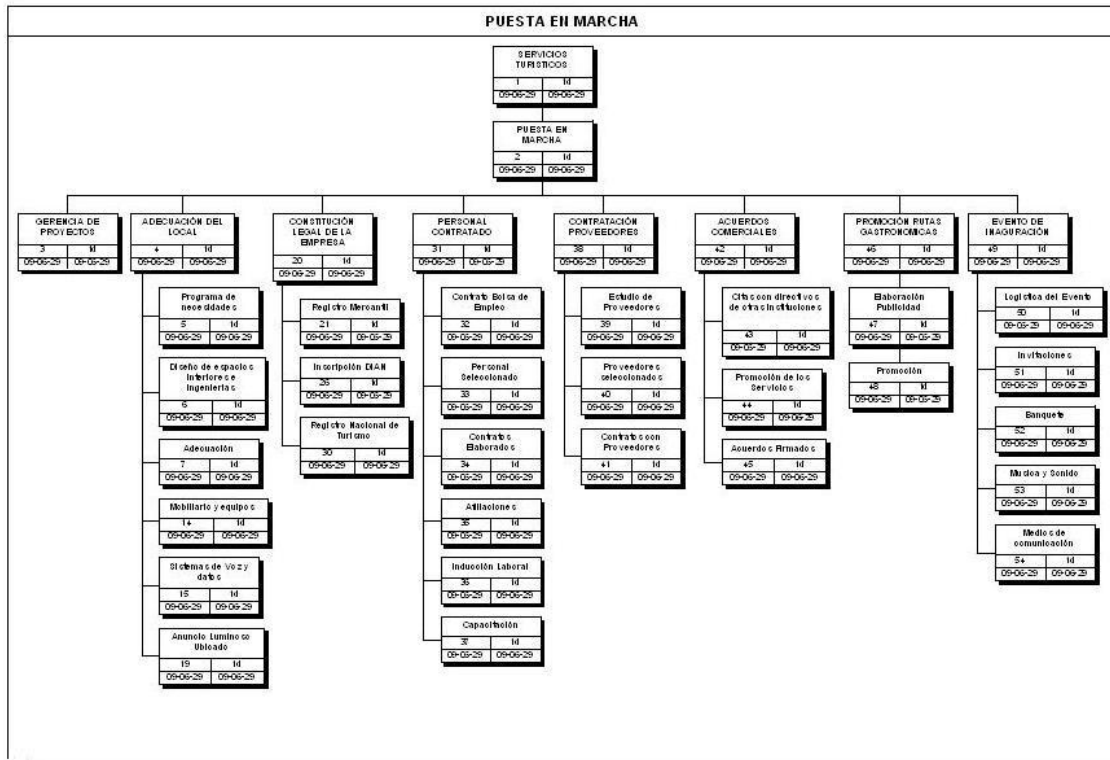 PUESTA EN MARCHA
SERVICIOS
TURISTICOS
1 1d
09-06-29 09-06-29
PUESTA EN
MARCHA
2 1d
09-06-29 09-06-29
GERENCIA DE
PROYECTOS
3 1d
09-06-29 09-06-29
ADECUACIÓN DEL
LOCAL
4 1d
09-06-29 09-06-29
Programa de
necesidades
5 1d
09-06-29 09-06-29
Diseño de espacios
Interiores e
Ingenierias
6 1d
09-06-29 09-06-29
Adecuación
7 1d
09-06-29 09-06-29
Mobiliario y equipos
14 1d
09-06-29 09-06-29
Sistemas de Voz y
datos
15 1d
09-06-29 09-06-29
Anuncio Luminoso
Ubicado
19 1d
09-06-29 09-06-29
CONSTITUCIÓN
LEGAL DE LA
EMPRESA
20 1d
09-06-29 09-06-29
Registro Mercantil
21 1d
09-06-29 09-06-29
Inscripción DIAN
26 1d
09-06-29 09-06-29
Registro Nacional de
Turismo
30 1d
09-06-29 09-06-29
PERSONAL
CONTRATADO
31 1d
09-06-29 09-06-29
Contrato Bolsa de
Empleo
32 1d
09-06-29 09-06-29
Personal
Seleccionado
33 1d
09-06-29 09-06-29
Contratos
Elaborados
34 1d
09-06-29 09-06-29
Afiliaciones
35 1d
09-06-29 09-06-29
Inducción Laboral
36 1d
09-06-29 09-06-29
Capacitación
37 1d
09-06-29 09-06-29
CONTRATACIÓN
PROVEEDORES
38 1d
09-06-29 09-06-29
Estudio de
Proveedores
39 1d
09-06-29 09-06-29
Proveedores
seleccionados
40 1d
09-06-29 09-06-29
Contratos con
Proveedores
41 1d
09-06-29 09-06-29
ACUERDOS
COMERCIALES
42 1d
09-06-29 09-06-29
Citas con directivos
de otras instituciones
43 1d
09-06-29 09-06-29
Promoción de los
Servicios
44 1d
09-06-29 09-06-29
Acuerdos Firmados
45 1d
09-06-29 09-06-29
PROMOCIÓN RUTAS
GASTRONOMICAS
46 1d
09-06-29 09-06-29
Elaboración
Publicidad
47 1d
09-06-29 09-06-29
Promoción
48 1d
09-06-29 09-06-29
EVENTO DE
INAGURACIÓN
49 1d
09-06-29 09-06-29
Logistica del Evento
50 1d
09-06-29 09-06-29
Invitaciones
51 1d
09-06-29 09-06-29
Banquete
52 1d
09-06-29 09-06-29
Musica y Sonido
53 1d
09-06-29 09-06-29
Medios de
comunicación
54 1d
09-06-29 09-06-29